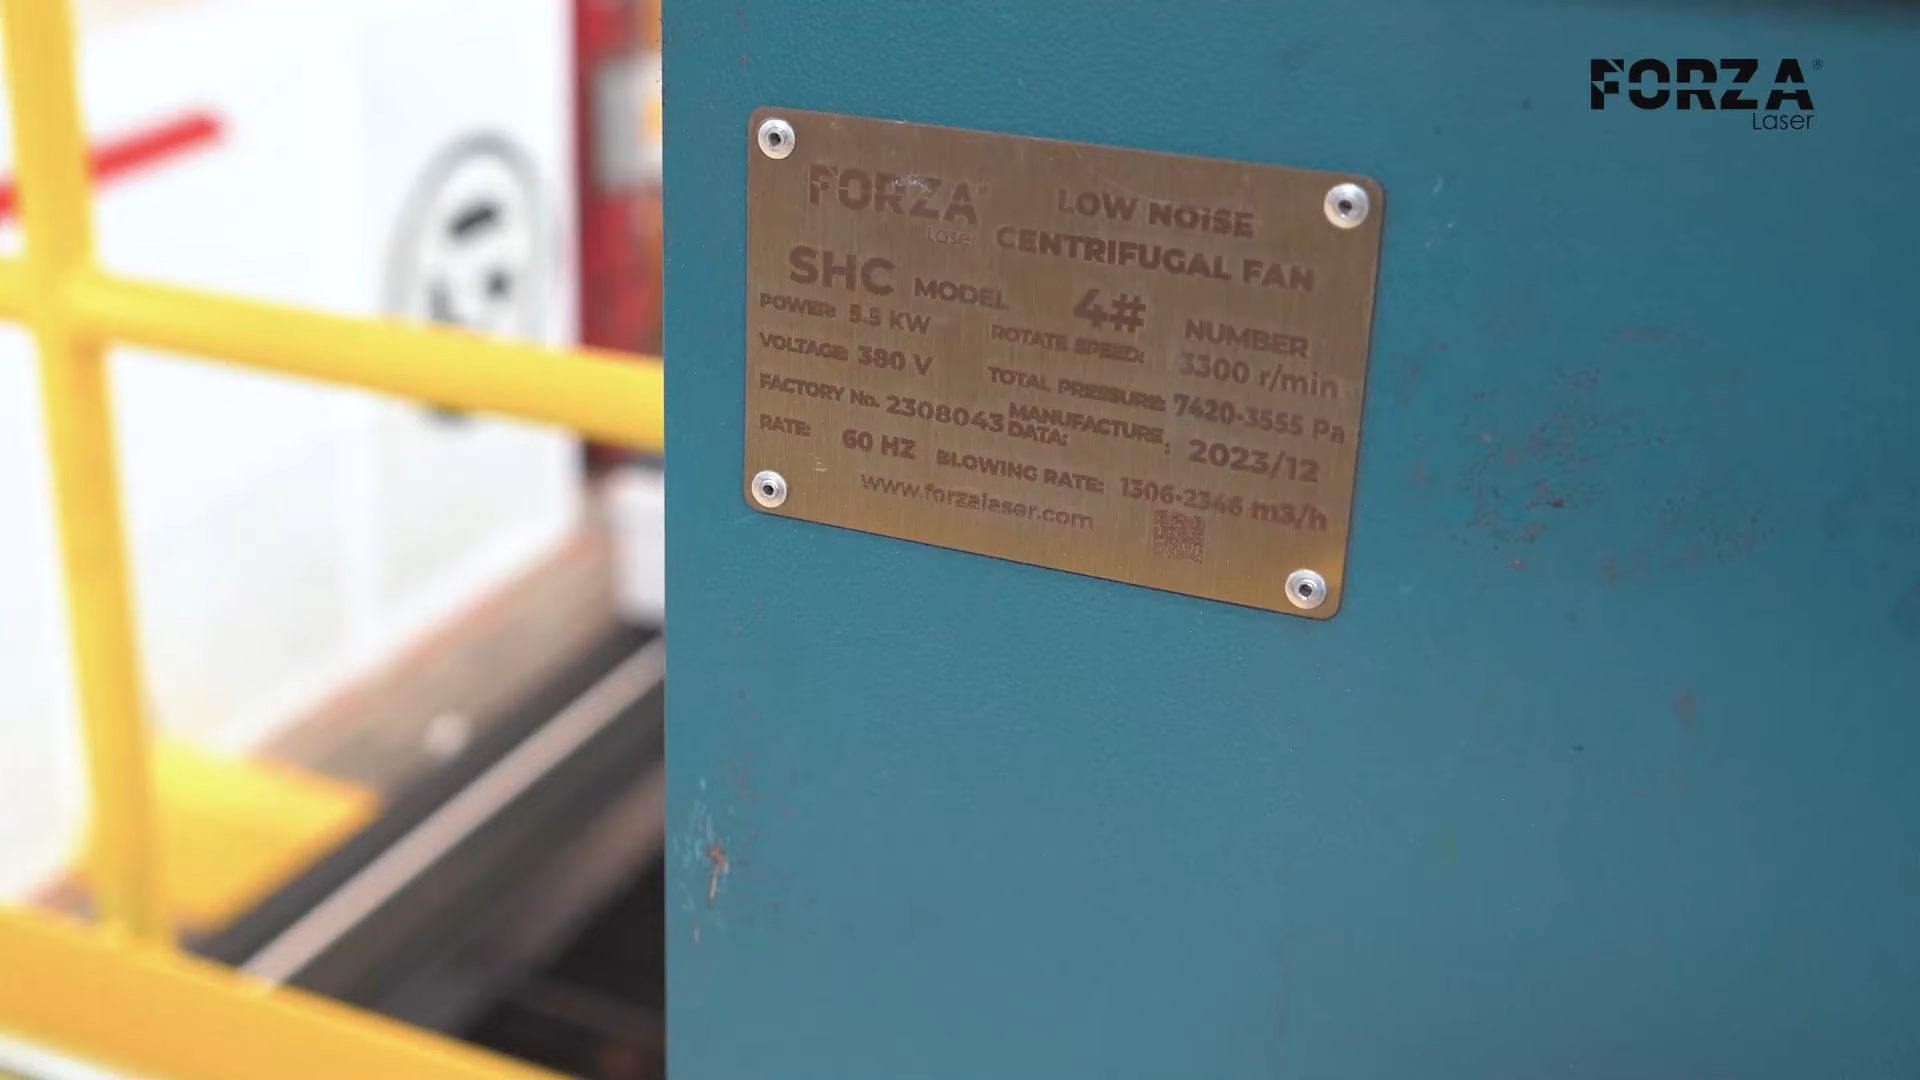 FORZA®
Laser
FORZA®
Laser
LOW NOISE
CENTRIFUGAL FAN
SHC MODEL 4# NUMBER
POWER: 5.5 KW ROTATE SPEED: 3300 r/min
VOLTAGE: 380 V TOTAL PRESSURE: 7420-3555 Pa
FACTORY No. 2308043 MANUFACTURE DATA: 2023/12
RATE: 60 HZ BLOWING RATE: 1306-2346 m3/h
www.forzalaser.com